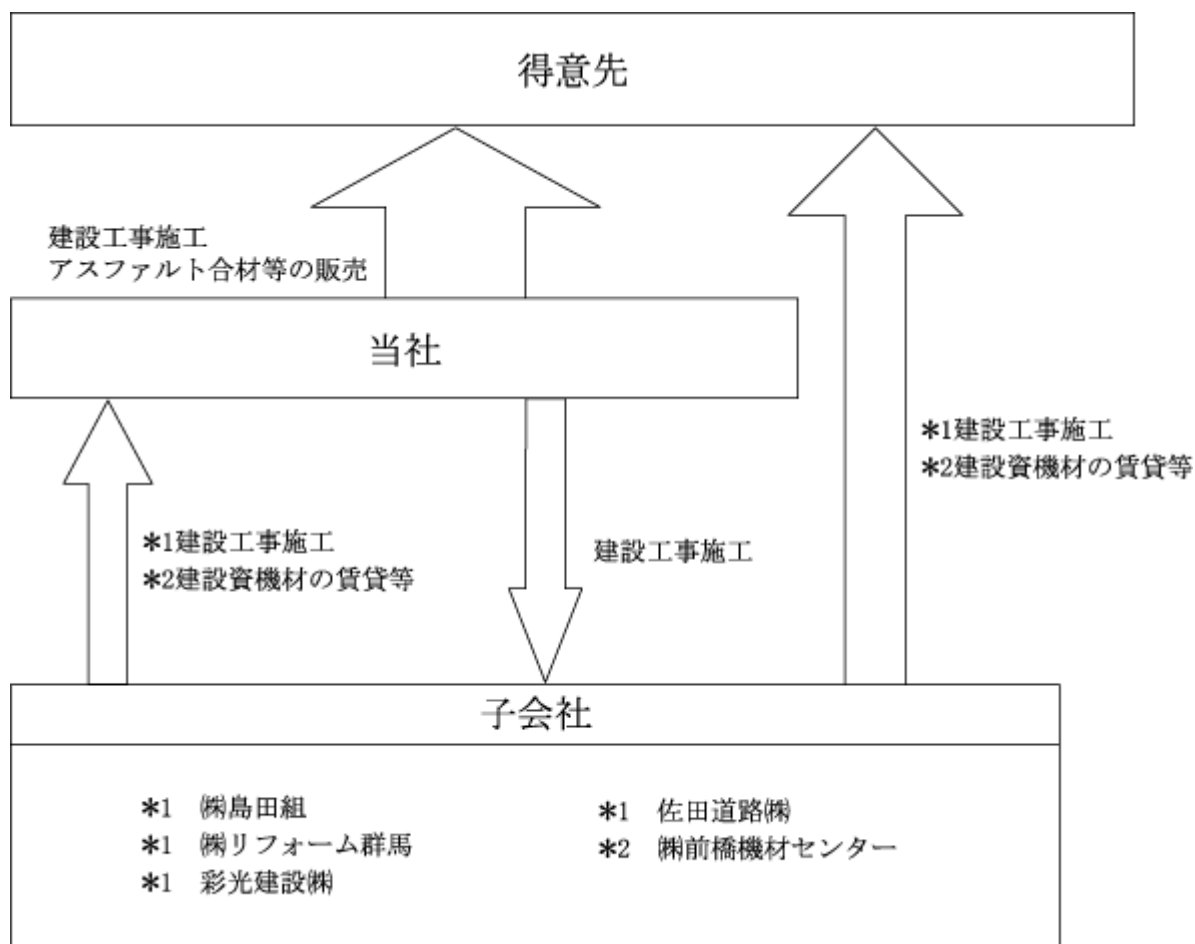 得意先
建設工事施工
アスファルト合材等の販売
当社
*1建設工事施工
*2建設資機材の賃貸等
*1建設工事施工
*2建設資機材の賃貸等
建設工事施工
子会社
*1 ㈱島田組
*1 ㈱リフォーム群馬
*1 彩光建設㈱
*1 佐田道路㈱
*2 ㈱前橋機材センター